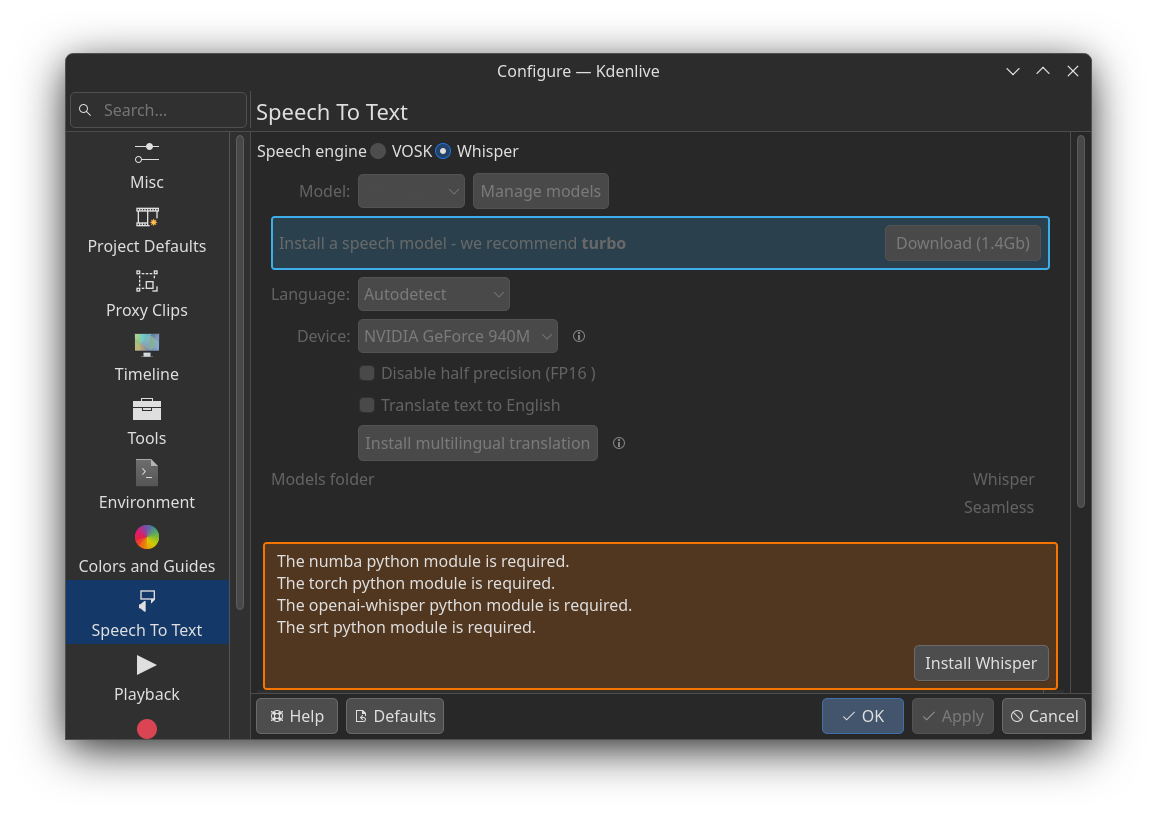 Configure — Kdenlive
Search...
Speech To Text
Misc
Project Defaults
Proxy Clips
Timeline
Tools
Environment
Colors and Guides
Speech To Text
Playback
Speech engine VOSK Whisper
Model: Manage models
Install a speech model - we recommend turbo Download (1.4Gb)
Language: Autodetect
Device: NVIDIA GeForce 940M
Disable half precision (FP16 )
Translate text to English
Install multilingual translation
Models folder Whisper
Seamless
The numba python module is required.
The torch python module is required.
The openai-whisper python module is required.
The srt python module is required.
Install Whisper
Help Defaults OK Apply Cancel